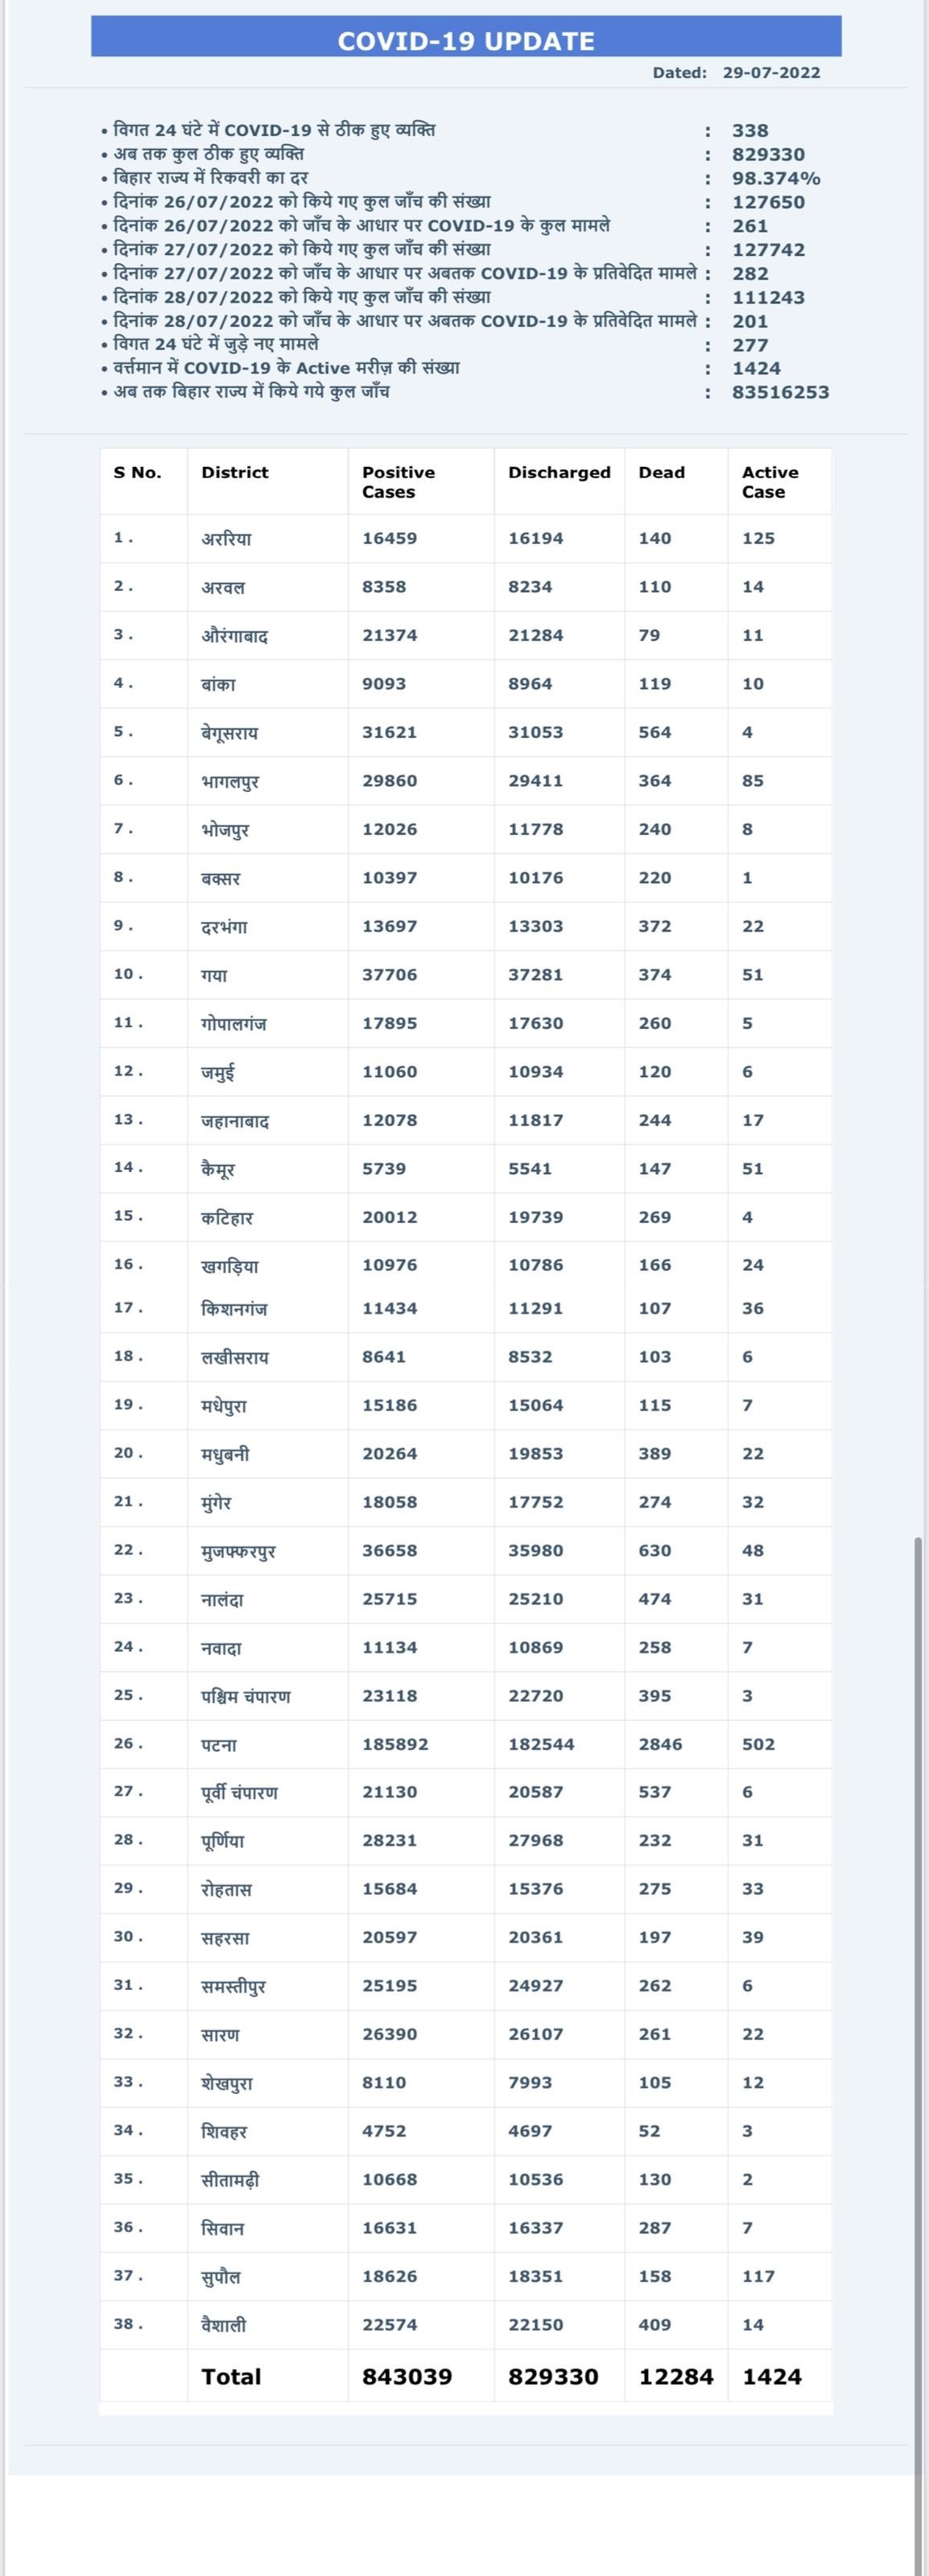 COVID-19 UPDATE
Dated: 29-07-2022
• विगत 24 घंटे में COVID-19 से ठीक हुए व्यक्ति : 338
• अब तक कुल ठीक हुए व्यक्ति : 829330
• बिहार राज्य में रिकवरी का दर : 98.374%
• दिनांक 26/07/2022 को किये गए कुल जाँच की संख्या : 127650
• दिनांक 26/07/2022 को जाँच के आधार पर COVID-19 के कुल मामले : 261
• दिनांक 27/07/2022 को किये गए कुल जाँच की संख्या : 127742
• दिनांक 27/07/2022 को जाँच के आधार पर अबतक COVID-19 के प्रतिवेदित मामले : 282
• दिनांक 28/07/2022 को किये गए कुल जाँच की संख्या : 111243
• दिनांक 28/07/2022 को जाँच के आधार पर अबतक COVID-19 के प्रतिवेदित मामले : 201
• विगत 24 घंटे में जुड़े नए मामले : 277
• वर्त्तमान में COVID-19 के Active मरीज़ की संख्या : 1424
• अब तक बिहार राज्य में किये गये कुल जाँच : 83516253
S No. District Positive Cases Discharged Dead Active Case
1 . अररिया 16459 16194 140 125
2 . अरवल 8358 8234 110 14
3 . औरंगाबाद 21374 21284 79 11
4 . बांका 9093 8964 119 10
5 . बेगूसराय 31621 31053 564 4
6 . भागलपुर 29860 29411 364 85
7 . भोजपुर 12026 11778 240 8
8 . बक्सर 10397 10176 220 1
9 . दरभंगा 13697 13303 372 22
10 . गया 37706 37281 374 51
11 . गोपालगंज 17895 17630 260 5
12 . जमुई 11060 10934 120 6
13 . जहानाबाद 12078 11817 244 17
14 . कैमूर 5739 5541 147 51
15 . कटिहार 20012 19739 269 4
16 . खगड़िया 10976 10786 166 24
17 . किशनगंज 11434 11291 107 36
18 . लखीसराय 8641 8532 103 6
19 . मधेपुरा 15186 15064 115 7
20 . मधुबनी 20264 19853 389 22
21 . मुंगेर 18058 17752 274 32
22 . मुजफ्फरपुर 36658 35980 630 48
23 . नालंदा 25715 25210 474 31
24 . नवादा 11134 10869 258 7
25 . पश्चिम चंपारण 23118 22720 395 3
26 . पटना 185892 182544 2846 502
27 . पूर्वी चंपारण 21130 20587 537 6
28 . पूर्णिया 28231 27968 232 31
29 . रोहतास 15684 15376 275 33
30 . सहरसा 20597 20361 197 39
31 . समस्तीपुर 25195 24927 262 6
32 . सारण 26390 26107 261 22
33 . शेखपुरा 8110 7993 105 12
34 . शिवहर 4752 4697 52 3
35 . सीतामढ़ी 10668 10536 130 2
36 . सिवान 16631 16337 287 7
37 . सुपौल 18626 18351 158 117
38 . वैशाली 22574 22150 409 14
Total 843039 829330 12284 1424